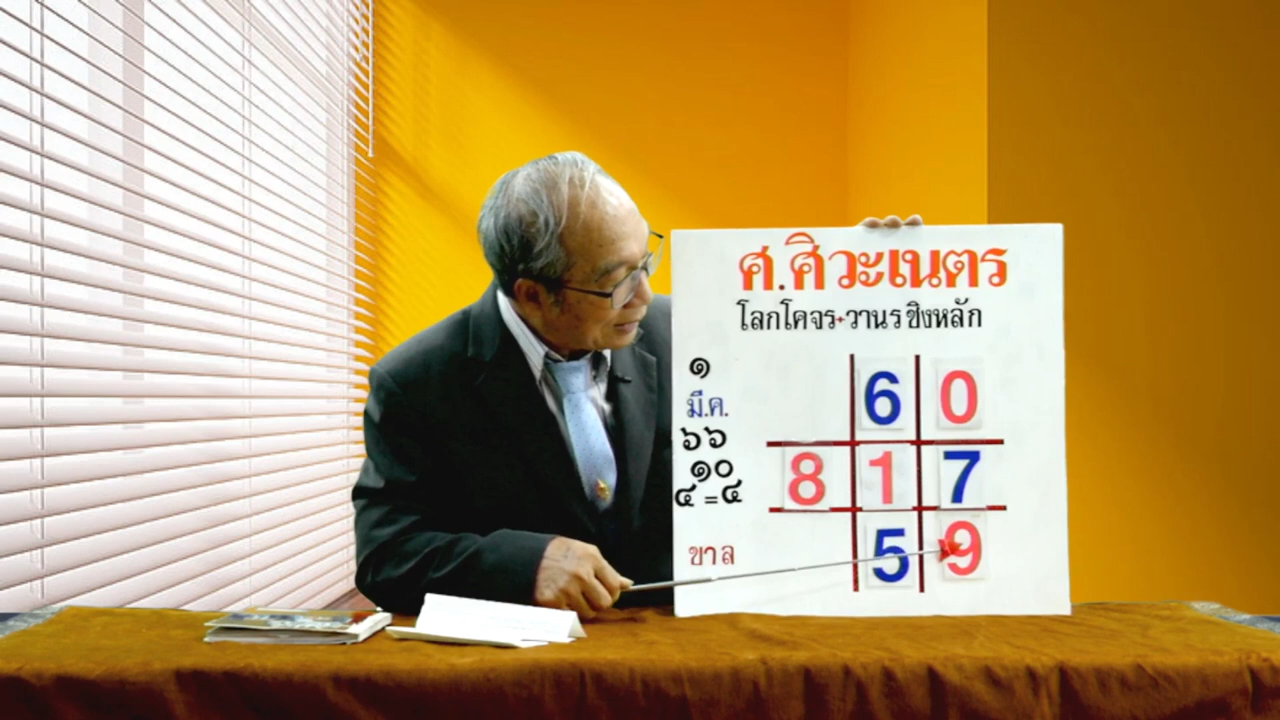 ศ.ศิวะเนตร
โลกโคจร+วานรชิงหลัก
๑
มี.ค.
๖๖
๑๐
๔=๔
ขาล
6 0
8 1 7
5 9